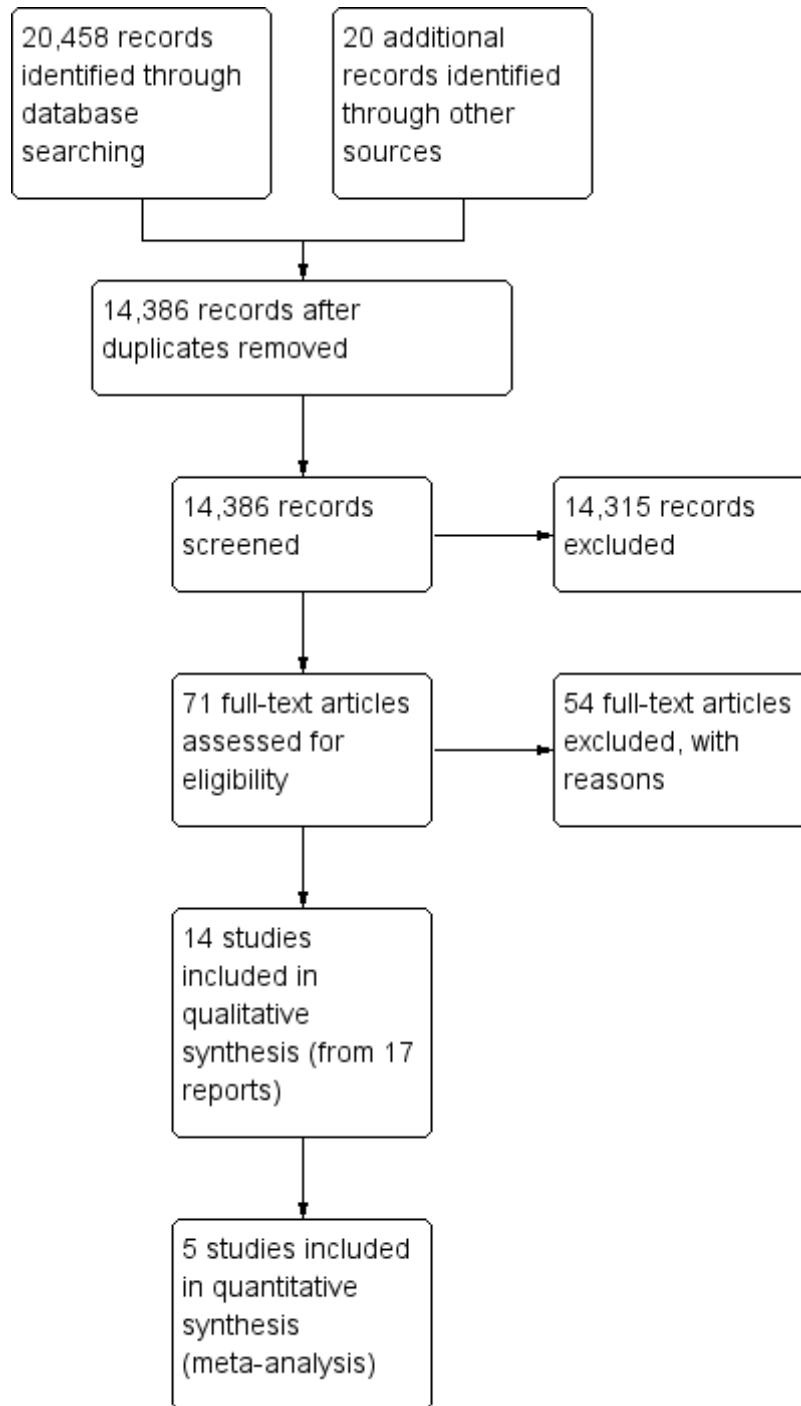 20,458 records
identified through
database
searching
20 additional
records identified
through other
sources
14,386 records after
duplicates removed
14,386 records
screened
14,315 records
excluded
71 full-text articles
assessed for
eligibility
54 full-text articles
excluded, with
reasons
14 studies
included in
qualitative
synthesis (from 17
reports)
5 studies included
in quantitative
synthesis
(meta-analysis)